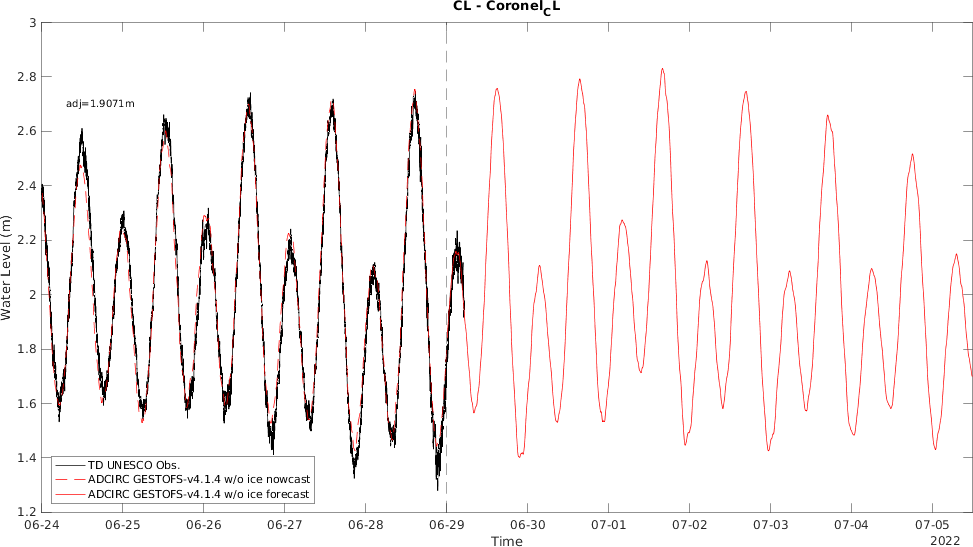 CL - Coronel_CL
3
2.8
adj=1.9071m
2.6
2.4
2.2
2
1.8
1.6
1.4
1.2
Water Level (m)
TD UNESCO Obs.
ADCIRC GESTOFS-v4.1.4 w/o ice nowcast
ADCIRC GESTOFS-v4.1.4 w/o ice forecast
06-24 06-25 06-26 06-27 06-28 06-29 06-30 07-01 07-02 07-03 07-04 07-05
Time
2022